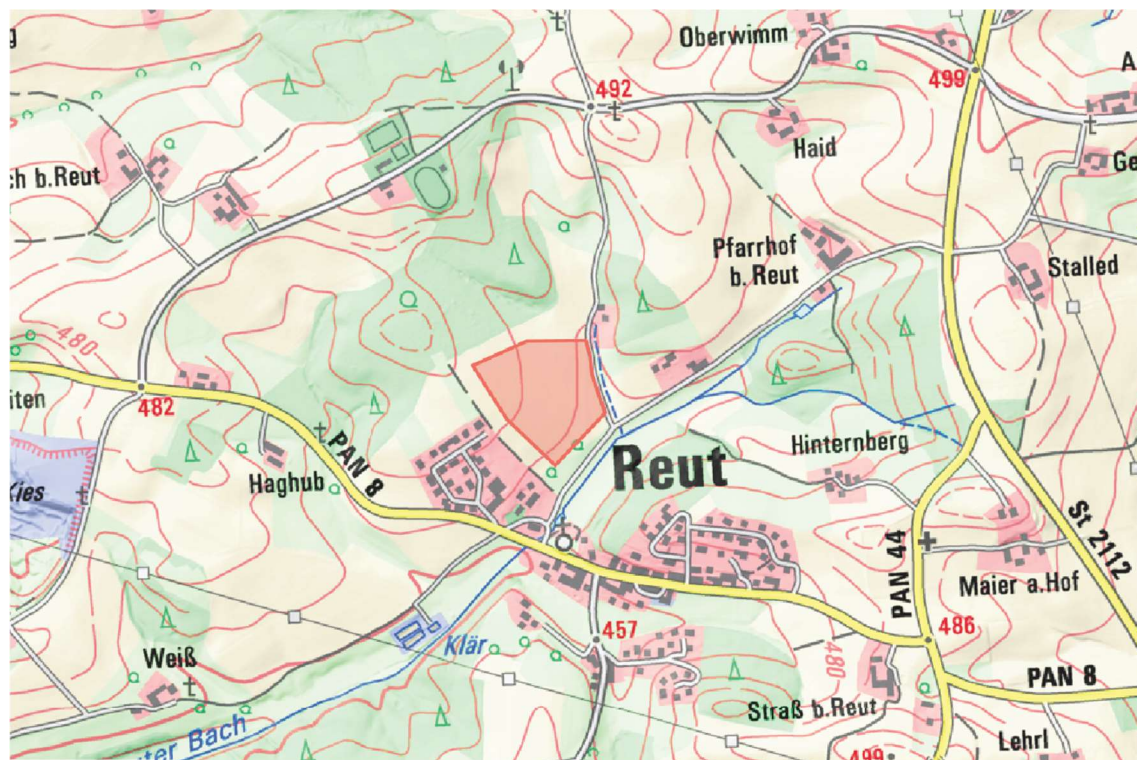 Oberwimm
492
499
Haid
ch b.Reut
Pfarrhof
b. Reut
Stalled
480
482
iten
PAN 8
Haghub
Hinternberg
Reut
Kies
St 2112
PAN 44
Maier a.Hof
457
486
Klär
Weiß
480
PAN 8
Straß b.Reut
Lehrl
499
ter Bach
A
Ge
g